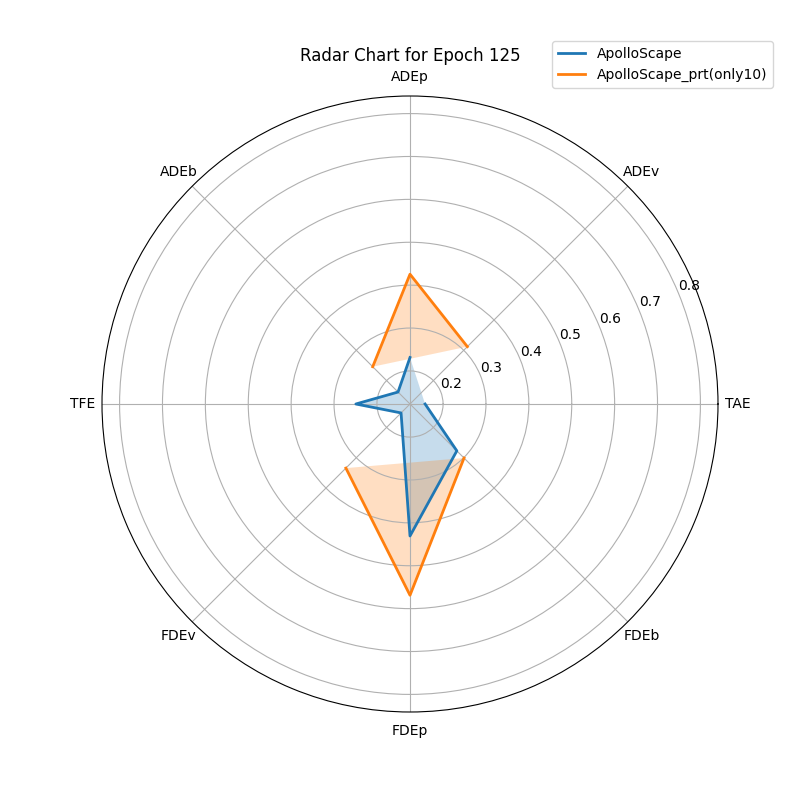 Radar Chart for Epoch 125
ApolloScape
ApolloScape_prt(only10)
ADEp
ADEb
ADEv
0.8
0.7
0.6
0.5
0.4
0.3
0.2
TFE
TAE
FDEv
FDEb
FDEp